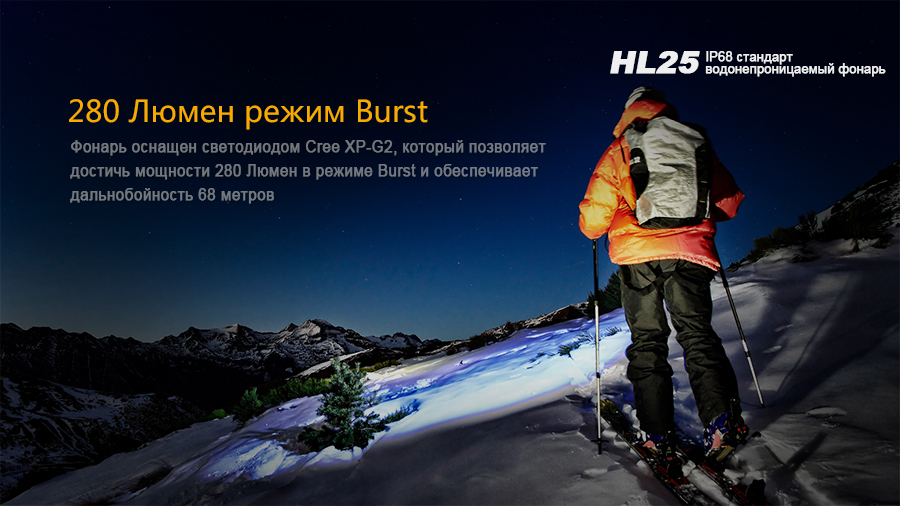 HL25 IP68 стандарт
водонепроницаемый фонарь
280 Люмен режим Burst
Фонарь оснащен светодиодом Cree XP-G2, который позволяет
достичь мощности 280 Люмен в режиме Burst и обеспечивает
дальнобойность 68 метров